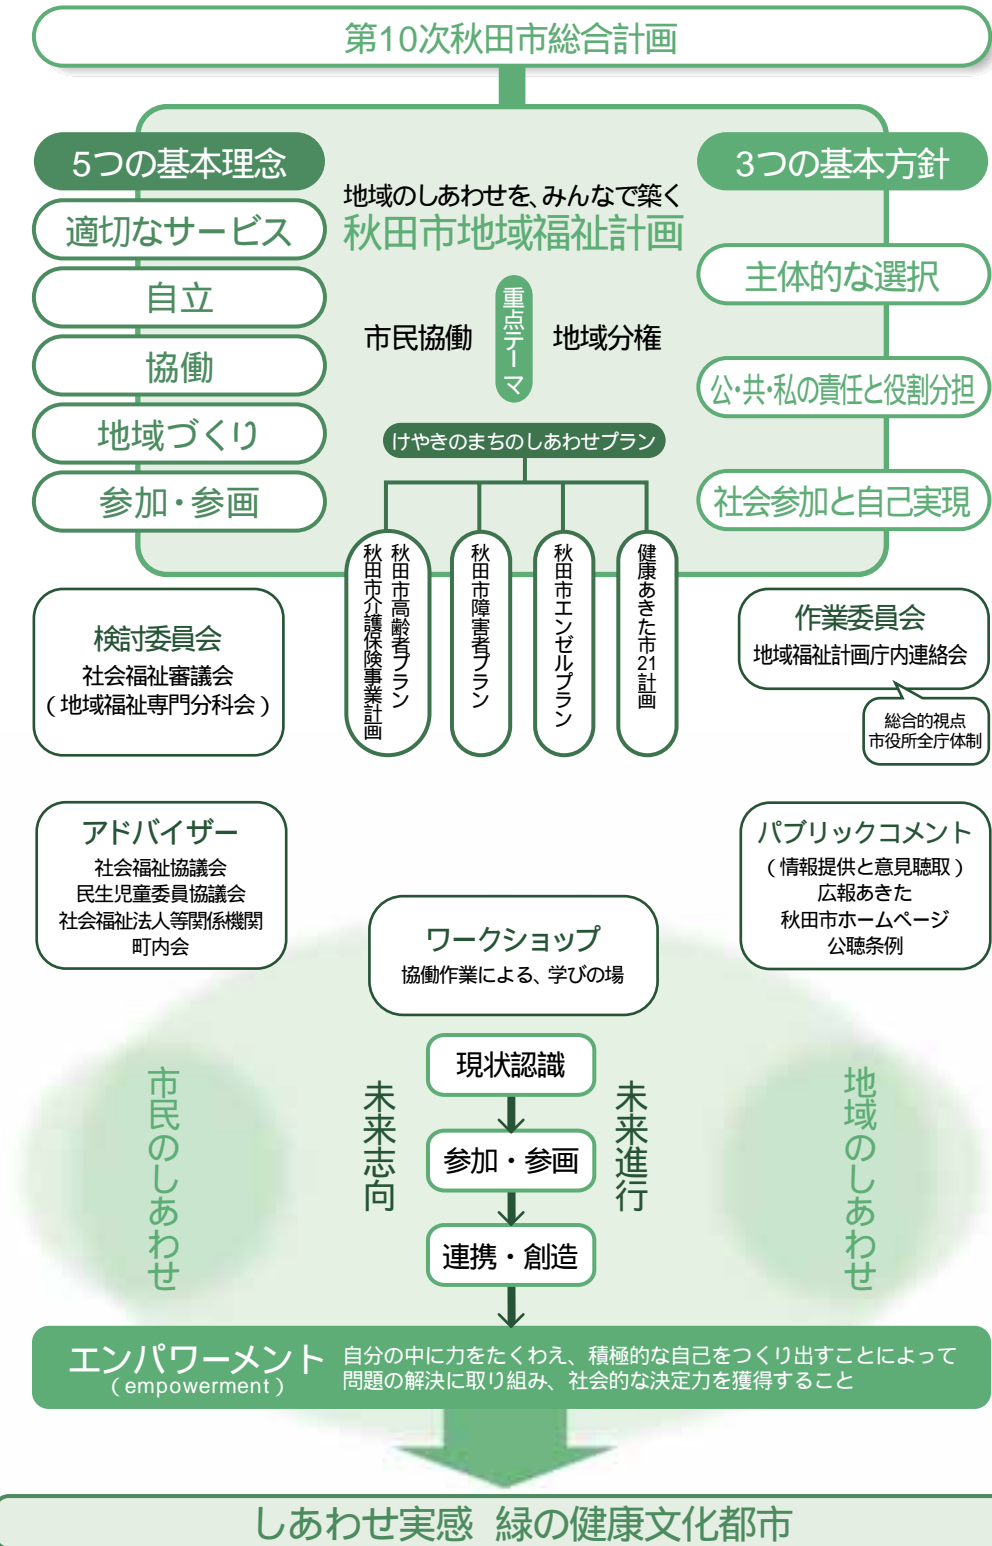 第10次秋田市総合計画
5つの基本理念
適切なサービス
自立
協働
地域づくり
参加・参画
地域のしあわせを、みんなで築く
秋田市地域福祉計画
市民協働
重点テーマ
地域分権
3つの基本方針
主体的な選択
公・共・私の責任と役割分担
社会参加と自己実現
けやきのまちのしあわせプラン
秋田市高齢者プラン
秋田市介護保険事業計画
秋田市障害者プラン
秋田市エンゼルプラン
健康あきた市21計画
検討委員会
社会福祉審議会
（地域福祉専門分科会）
作業委員会
地域福祉計画庁内連絡会
総合的視点
市役所全庁体制
アドバイザー
社会福祉協議会
民生児童委員協議会
社会福祉法人等関係機関
町内会
パブリックコメント
（情報提供と意見聴取）
広報あきた
秋田市ホームページ
公聴条例
ワークショップ
協働作業による、学びの場
市民のしあわせ
未来志向
現状認識
参加・参画
連携・創造
未来進行
地域のしあわせ
エンパワーメント
（empowerment）
自分の中に力をたくわえ、積極的な自己をつくり出すことによって
問題の解決に取り組み、社会的な決定力を獲得すること
しあわせ実感 緑の健康文化都市